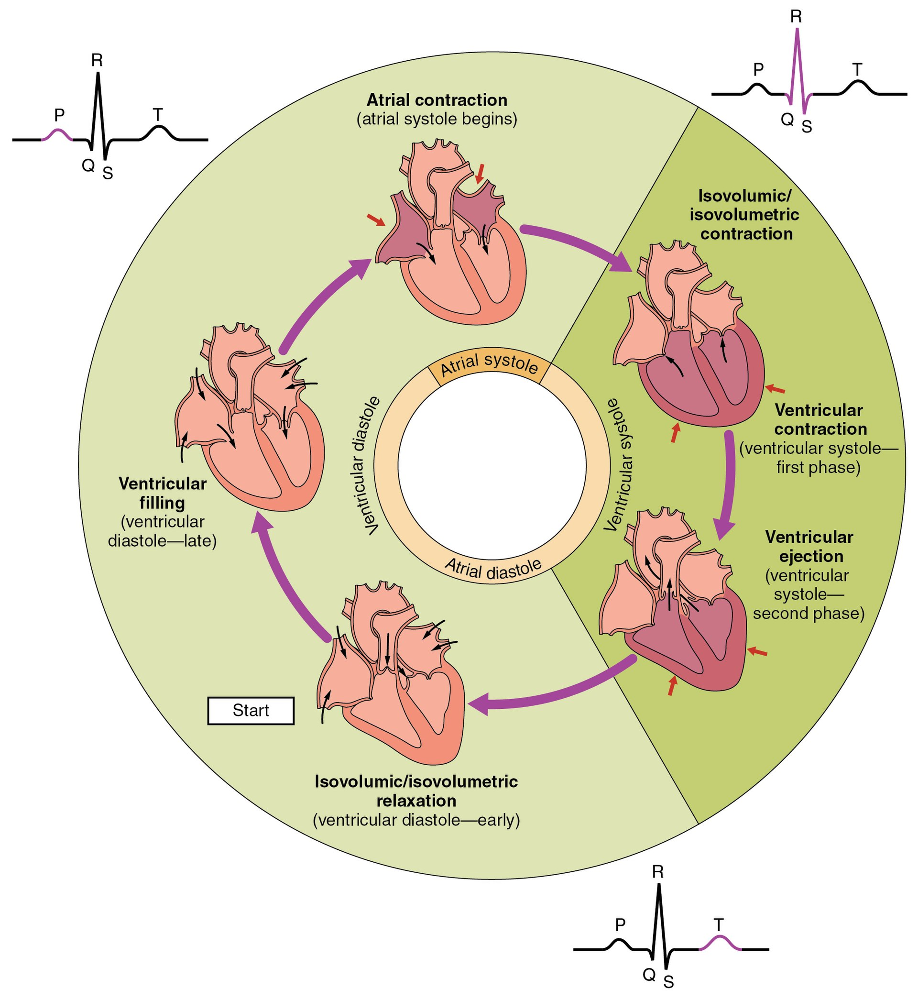 R
P
T
Q
S
R
P
T
Q
S
Atrial contraction
(atrial systole begins)
Isovolumic/
isovolumetric
contraction
Ventricular
contraction
(ventricular systole—
first phase)
Ventricular
ejection
(ventricular
systole—
second phase)
Isovolumic/isovolumetric
relaxation
(ventricular diastole—early)
Start
Ventricular
filling
(ventricular
diastole—late)
Atrial systole
Ventricular systole
Atrial diastole
Ventricular diastole
R
P
T
Q
S